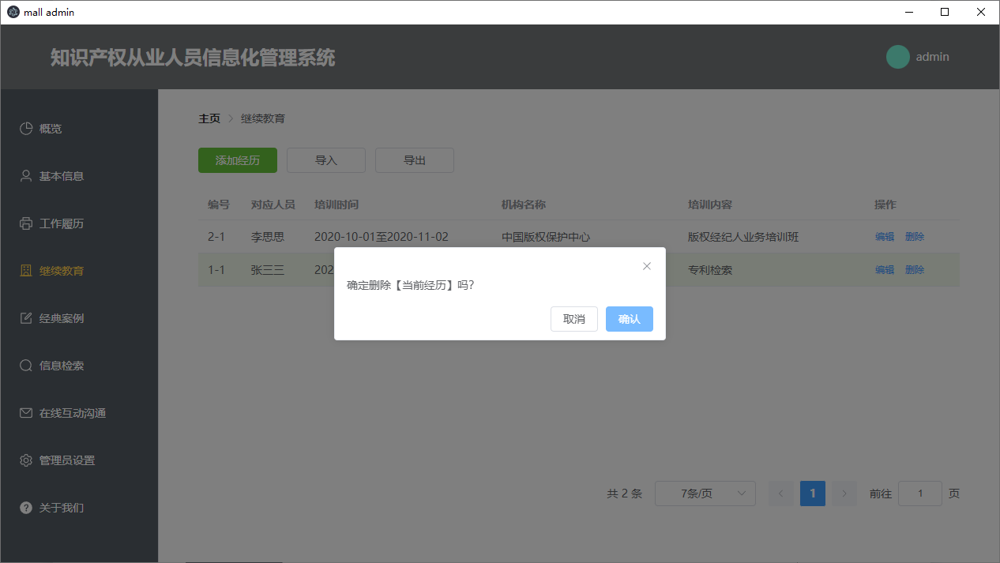 mall admin
知识产权从业人员信息化管理系统
admin
概览
基本信息
工作履历
继续教育
经典案例
信息检索
在线互动沟通
管理员设置
关于我们
主页 > 继续教育
添加经历 导入 导出
编号 对应人员 培训时间 机构名称 培训内容 操作
2-1 李思思 2020-10-01至2020-11-02 中国版权保护中心 版权经纪人业务培训班 编辑 删除
1-1 张三三 202 专利检索 编辑 删除
确定删除【当前经历】吗?
取消 确认
共 2 条 7条/页 1 前往 1 页